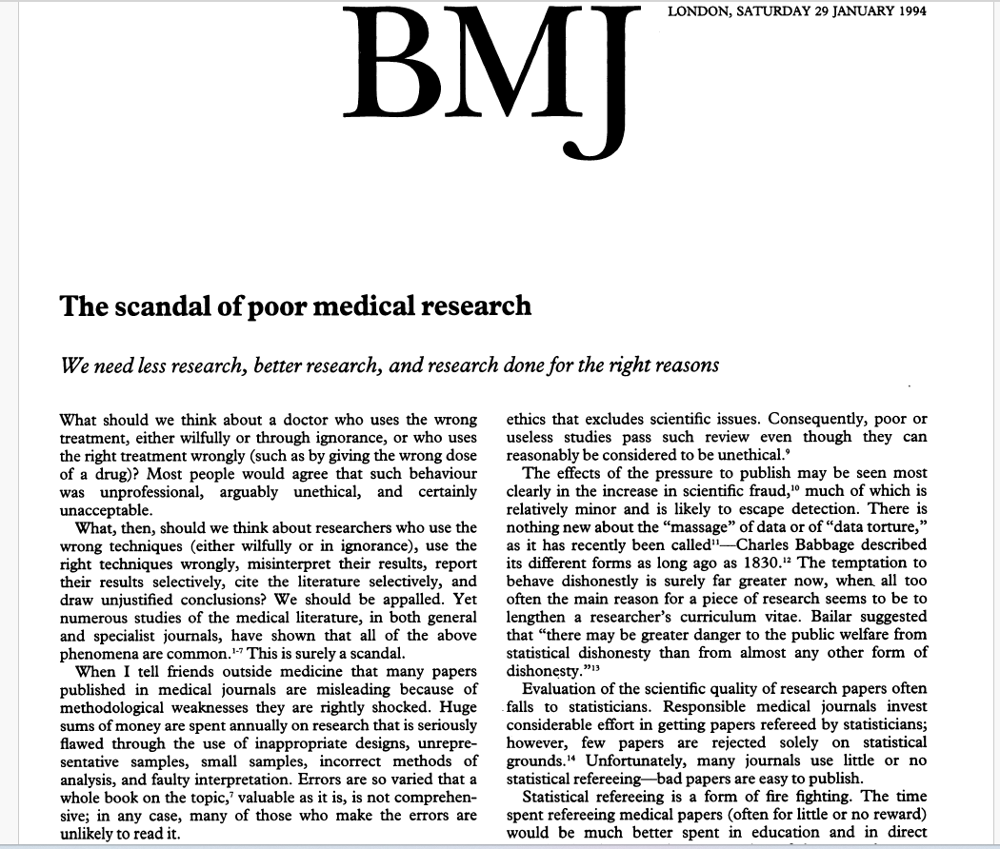 BMJ
LONDON, SATURDAY 29 JANUARY 1994
The scandal of poor medical research
We need less research, better research, and research done for the right reasons
What should we think about a doctor who uses the wrong
treatment, either wilfully or through ignorance, or who uses
the right treatment wrongly (such as by giving the wrong dose
of a drug)? Most people would agree that such behaviour
was unprofessional, arguably unethical, and certainly
unacceptable.
What, then, should we think about researchers who use the
wrong techniques (either wilfully or in ignorance), use the
right techniques wrongly, misinterpret their results, report
their results selectively, cite the literature selectively, and
draw unjustified conclusions? We should be appalled. Yet
numerous studies of the medical literature, in both general
and specialist journals, have shown that all of the above
phenomena are common.¹⁻⁷ This is surely a scandal.
When I tell friends outside medicine that many papers
published in medical journals are misleading because of
methodological weaknesses they are rightly shocked. Huge
sums of money are spent annually on research that is seriously
flawed through the use of inappropriate designs, unrepre-
sentative samples, small samples, incorrect methods of
analysis, and faulty interpretation. Errors are so varied that a
whole book on the topic,⁷ valuable as it is, is not comprehen-
sive; in any case, many of those who make the errors are
unlikely to read it.
ethics that excludes scientific issues. Consequently, poor or
useless studies pass such review even though they can
reasonably be considered to be unethical.⁹
The effects of the pressure to publish may be seen most
clearly in the increase in scientific fraud,¹⁰ much of which is
relatively minor and is likely to escape detection. There is
nothing new about the “massage” of data or of “data torture,”
as it has recently been called¹¹—Charles Babbage described
its different forms as long ago as 1830.¹² The temptation to
behave dishonestly is surely far greater now, when all too
often the main reason for a piece of research seems to be to
lengthen a researcher’s curriculum vitae. Bailar suggested
that “there may be greater danger to the public welfare from
statistical dishonesty than from almost any other form of
dishonesty.”¹³
Evaluation of the scientific quality of research papers often
falls to statisticians. Responsible medical journals invest
considerable effort in getting papers refereed by statisticians;
however, few papers are rejected solely on statistical
grounds.¹⁴ Unfortunately, many journals use little or no
statistical refereeing—bad papers are easy to publish.
Statistical refereeing is a form of fire fighting. The time
spent refereeing medical papers (often for little or no reward)
would be much better spent in education and in direct